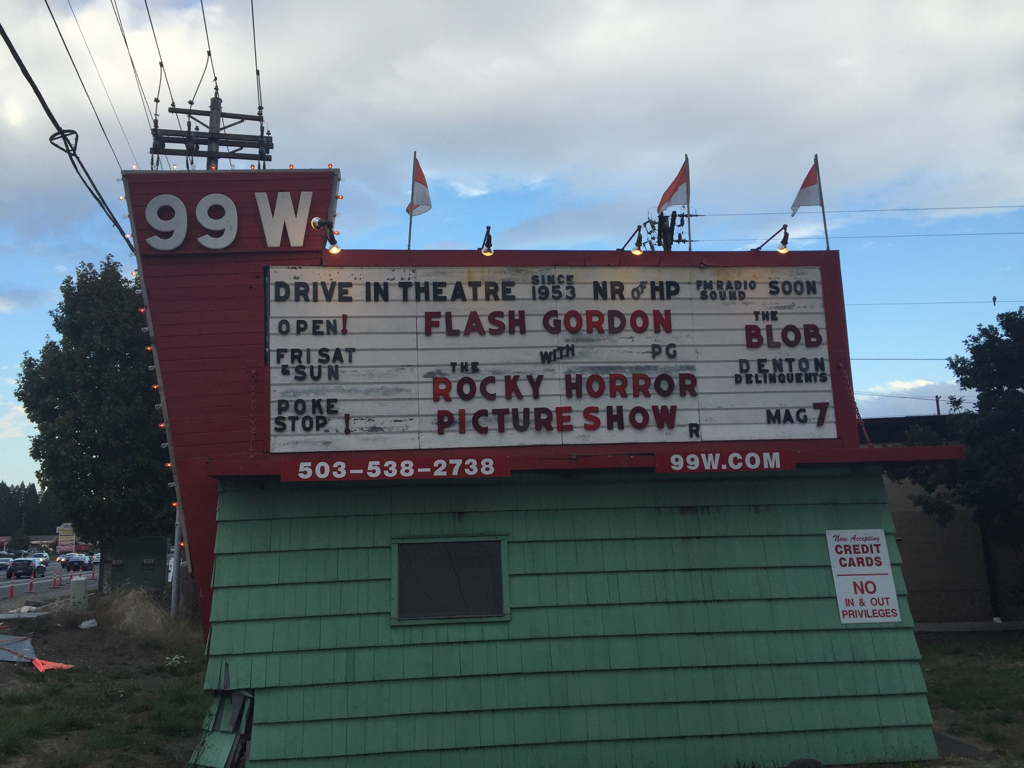 99 W
DRIVE IN THEATRE SINCE 1953 NR♂HP FM RADIO SOUND SOON
OPEN!
FRI SAT
& SUN
POKE
STOP !
FLASH GORDON
WITH PG
THE
ROCKY HORROR
PICTURE SHOW R
THE
BLOB
DENTON
DELINQUENTS
MAG 7
503-538-2738
99W.COM
Now Accepting
CREDIT
CARDS
NO
IN & OUT
PRIVILEGES